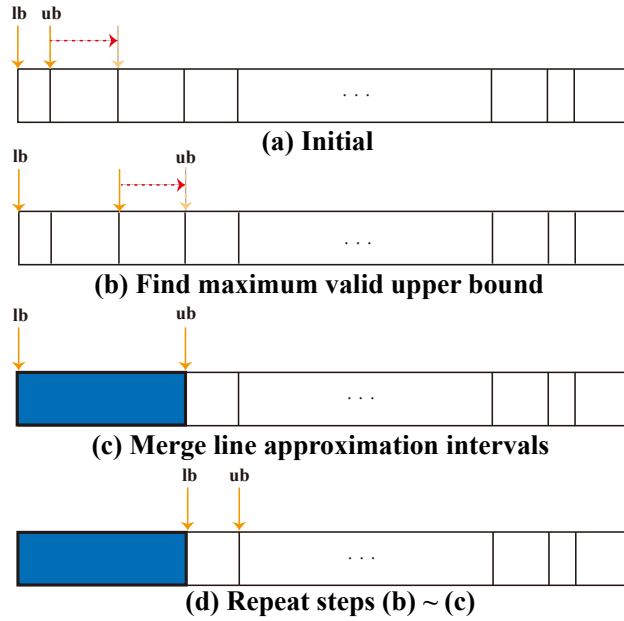 lb ub
. . .
(a) Initial
lb ub
. . .
(b) Find maximum valid upper bound
lb ub
. . .
(c) Merge line approximation intervals
lb ub
. . .
(d) Repeat steps (b) ~ (c)